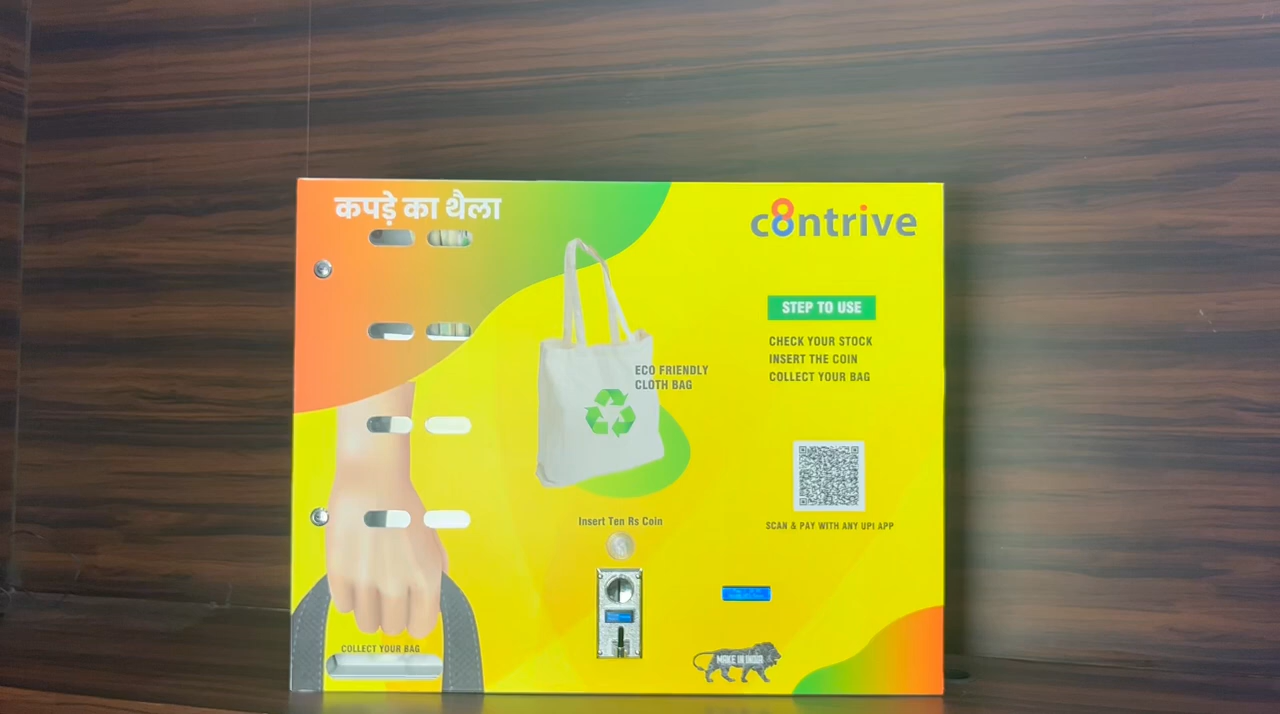 कपड़े का थैला
contrive
STEP TO USE
CHECK YOUR STOCK
INSERT THE COIN
COLLECT YOUR BAG
ECO FRIENDLY
CLOTH BAG
Insert Ten Rs Coin
SCAN & PAY WITH ANY UPI APP
COLLECT YOUR BAG
MAKE IN INDIA